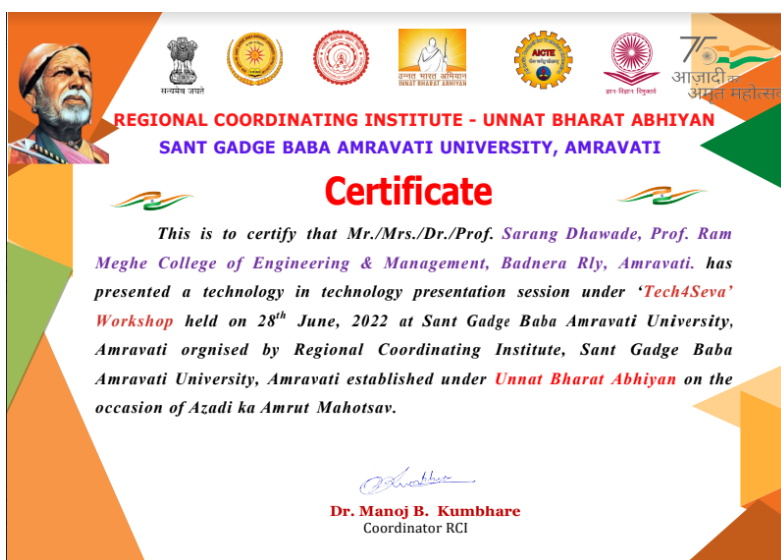 सत्यमेव जयते
उन्नत भारत अभियान
UNNAT BHARAT ABHIYAN
AICTE
ज्ञान-विज्ञान विमुक्तये
75
आज़ादी का
अमृत महोत्सव
REGIONAL COORDINATING INSTITUTE - UNNAT BHARAT ABHIYAN
SANT GADGE BABA AMRAVATI UNIVERSITY, AMRAVATI
Certificate
This is to certify that Mr./Mrs./Dr./Prof. Sarang Dhawade, Prof. Ram
Meghe College of Engineering & Management, Badnera Rly, Amravati. has
presented a technology in technology presentation session under ‘Tech4Seva’
Workshop held on 28th June, 2022 at Sant Gadge Baba Amravati University,
Amravati orgnised by Regional Coordinating Institute, Sant Gadge Baba
Amravati University, Amravati established under Unnat Bharat Abhiyan on the
occasion of Azadi ka Amrut Mahotsav.
Dr. Manoj B. Kumbhare
Coordinator RCI